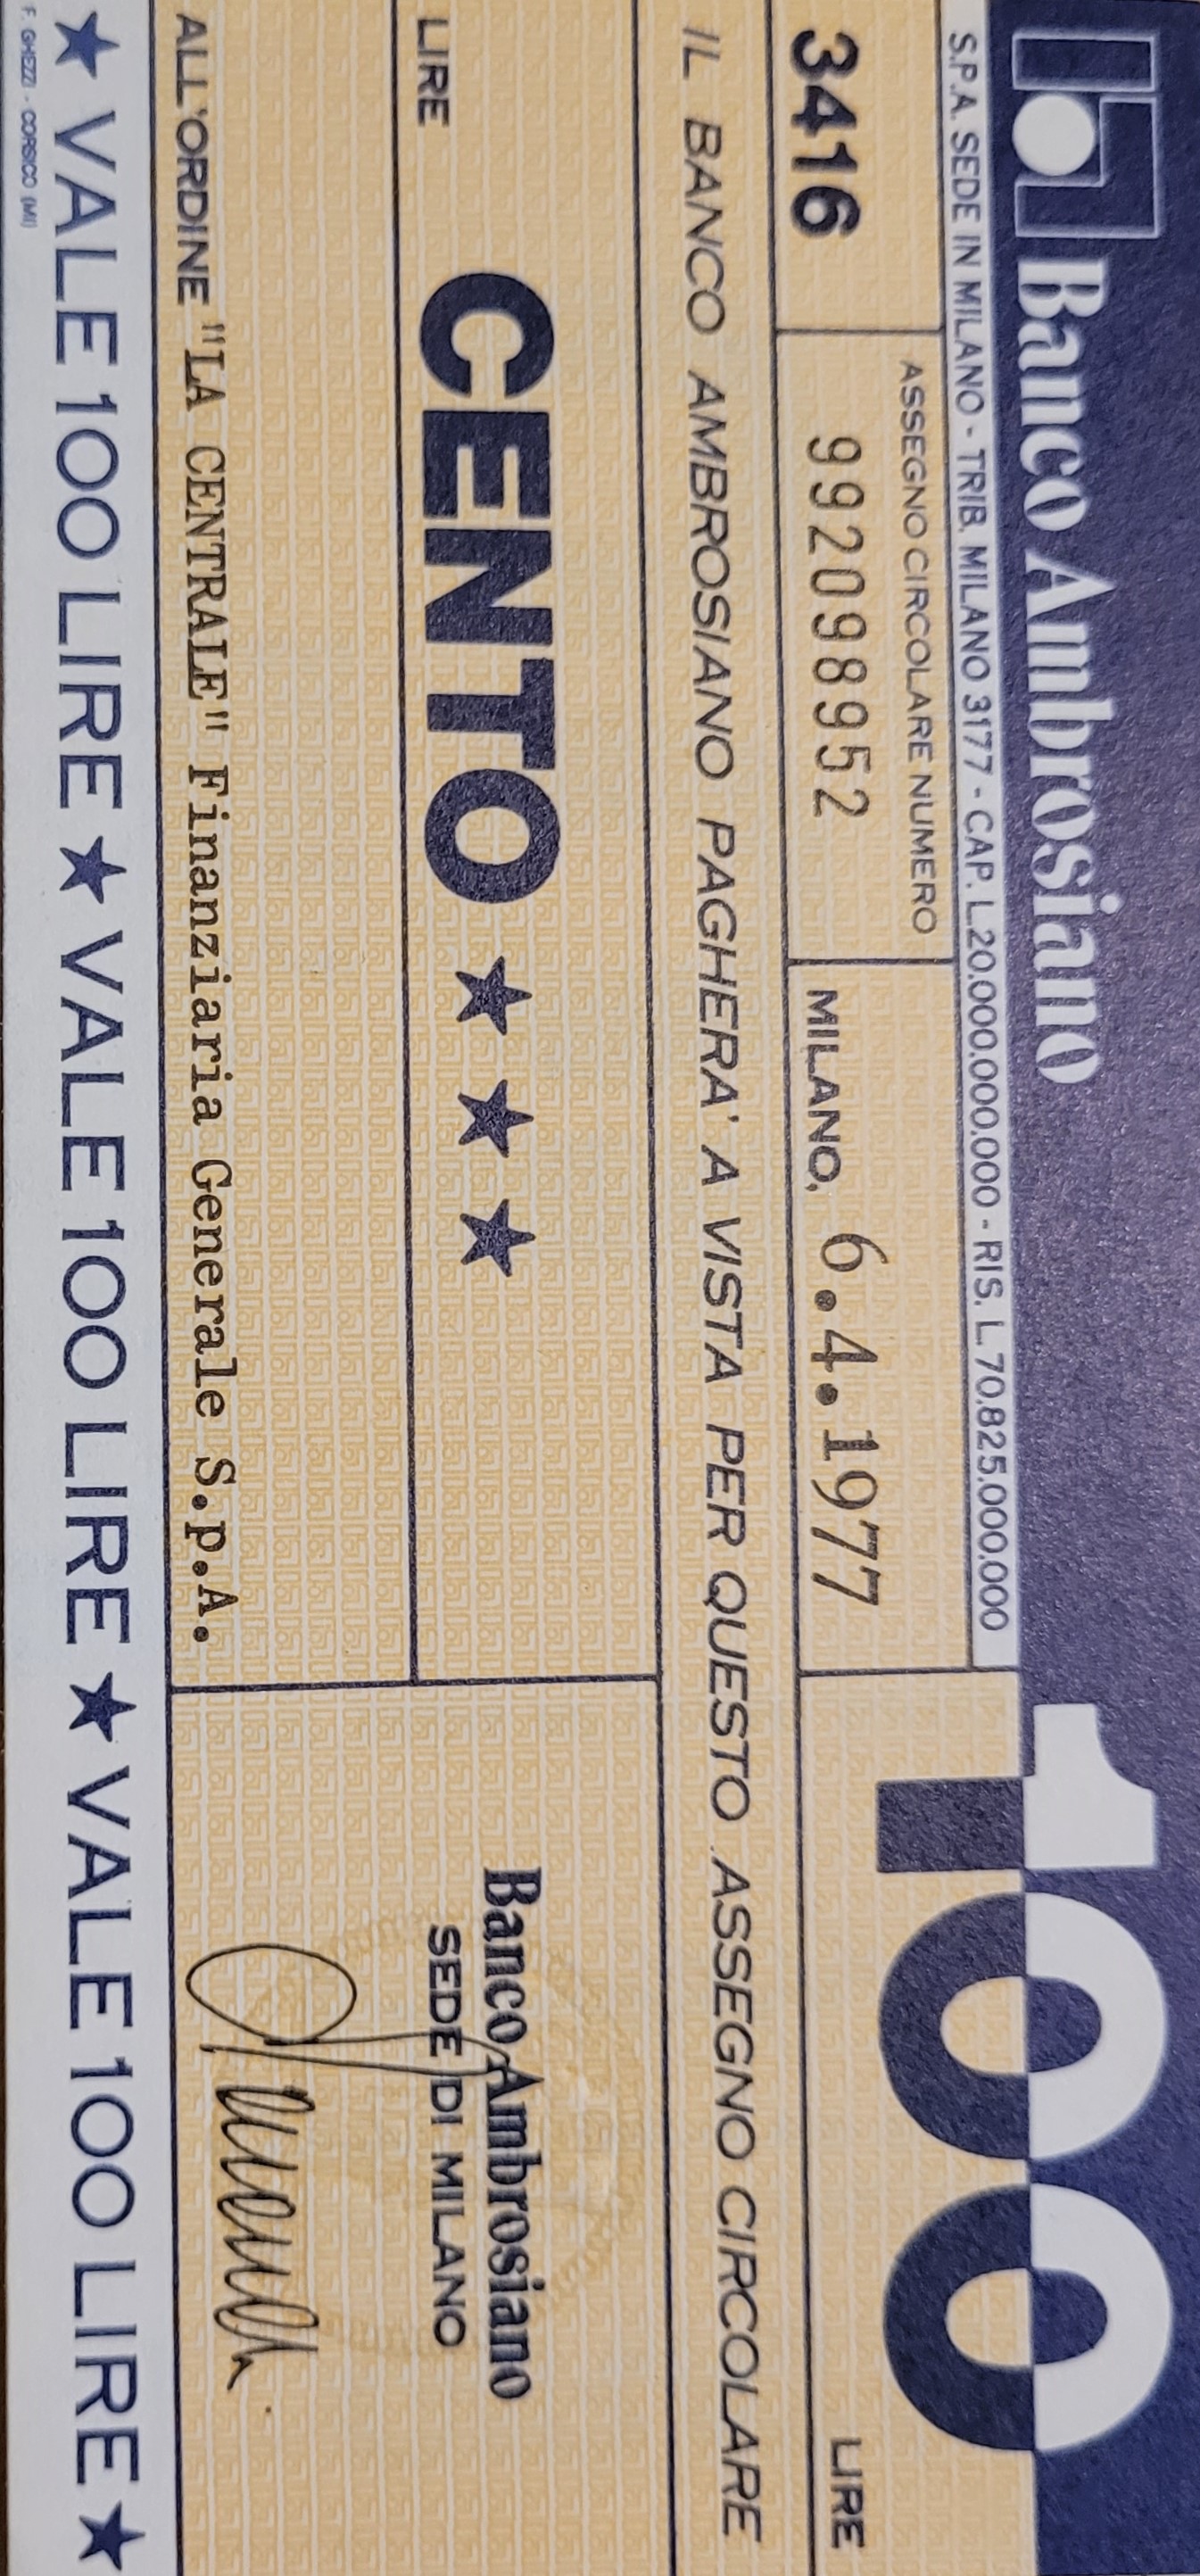 Banco Ambrosiano
S.P.A. SEDE IN MILANO - TRIB. MILANO 3177 - CAP. L.20.000.000.000 - RIS. L. 70.825.000.000
100
LIRE
3416
ASSEGNO CIRCOLARE NUMERO
992098952
MILANO, 6.4.1977
IL BANCO AMBROSIANO PAGHERA' A VISTA PER QUESTO ASSEGNO CIRCOLARE
LIRE CENTO ★ ★ ★
Banco Ambrosiano
SEDE DI MILANO
ALL'ORDINE "LA CENTRALE" Finanziaria Generale S.p.A.
★ VALE 100 LIRE ★ VALE 100 LIRE ★ VALE 100 LIRE ★
F. GHEZZI - CORSICO (MI)